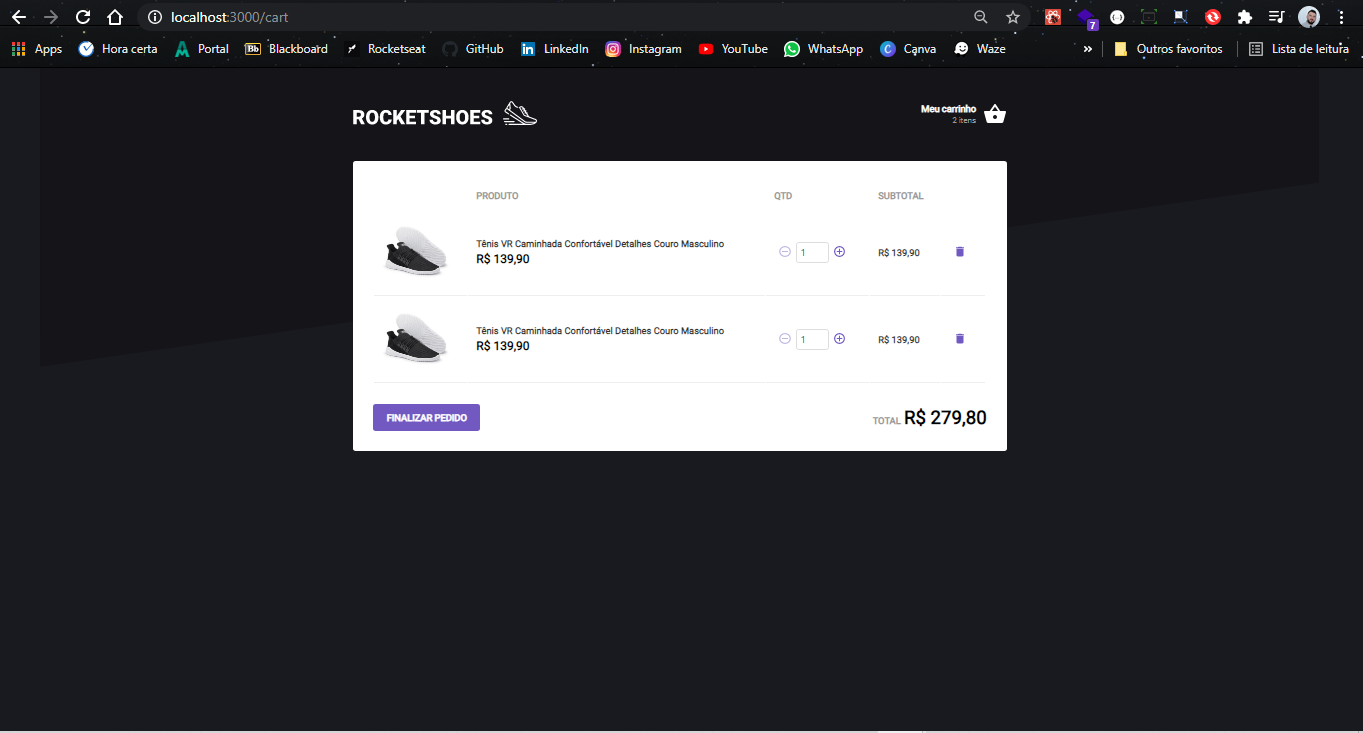 localhost:3000/cart
7
Apps Hora certa Portal Bb Blackboard Rocketseat GitHub in LinkedIn Instagram YouTube WhatsApp C Canva Waze » Outros favoritos Lista de leitura
ROCKETSHOES
Meu carrinho
2 itens
PRODUTO QTD SUBTOTAL
Tênis VR Caminhada Confortável Detalhes Couro Masculino
R$ 139,90
1
R$ 139,90
Tênis VR Caminhada Confortável Detalhes Couro Masculino
R$ 139,90
1
R$ 139,90
FINALIZAR PEDIDO
TOTAL R$ 279,80